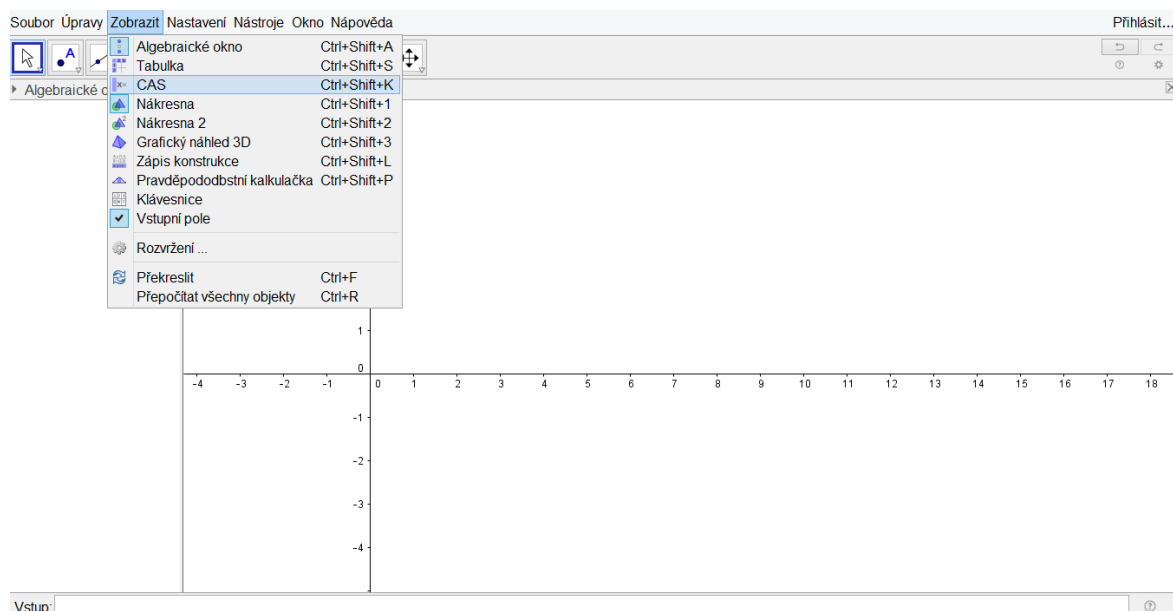 Soubor Úpravy Zobrazit Nastavení Nástroje Okno Nápověda Přihlásit...
A
Algebraické okno Ctrl+Shift+A
Tabulka Ctrl+Shift+S
x= CAS Ctrl+Shift+K
Nákresna Ctrl+Shift+1
Nákresna 2 Ctrl+Shift+2
Grafický náhled 3D Ctrl+Shift+3
Zápis konstrukce Ctrl+Shift+L
Pravděpododbstní kalkulačka Ctrl+Shift+P
Klávesnice
Vstupní pole
Rozvržení ...
Překreslit Ctrl+F
Přepočítat všechny objekty Ctrl+R
Algebraické
1
0
-4 -3 -2 -1 0 1 2 3 4 5 6 7 8 9 10 11 12 13 14 15 16 17 18
-1
-2
-3
-4
Vstup: